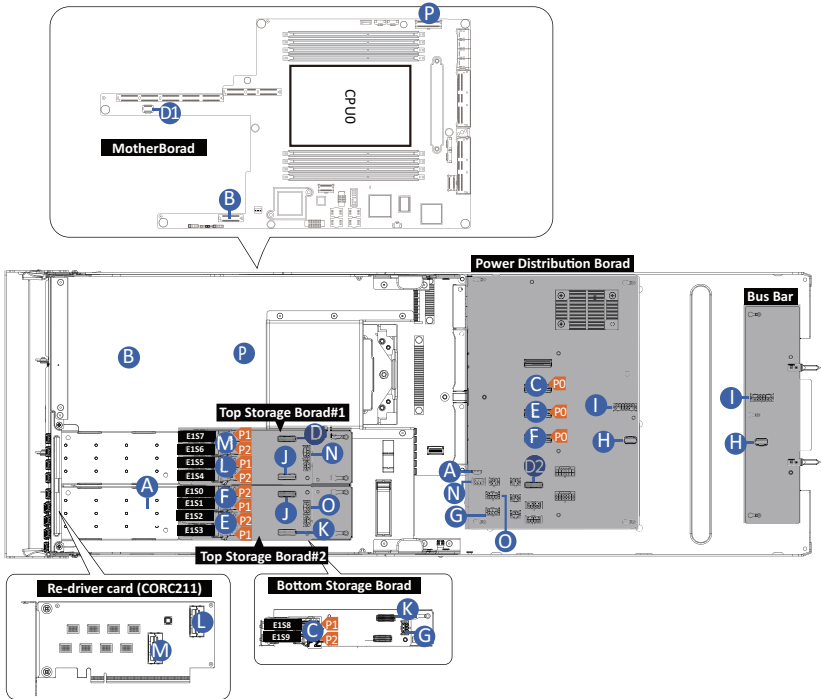 P
CPU0
D1
MotherBorad
B
Power Distribution Borad
Bus Bar
B
P
C P0
E P0
F P0
I
H
I
H
Top Storage Borad#1
E1S7
E1S6
E1S5
E1S4
E1S0
E1S1
E1S2
E1S3
M
L
F
E
P1
P2
P1
P2
P2
P1
P2
P1
D
J
N
J
O
K
A
A
N
G
D2
O
Top Storage Borad#2
Re-driver card (CORC211)
L
M
Bottom Storage Borad
E1S8
E1S9
C
P1
P2
K
G